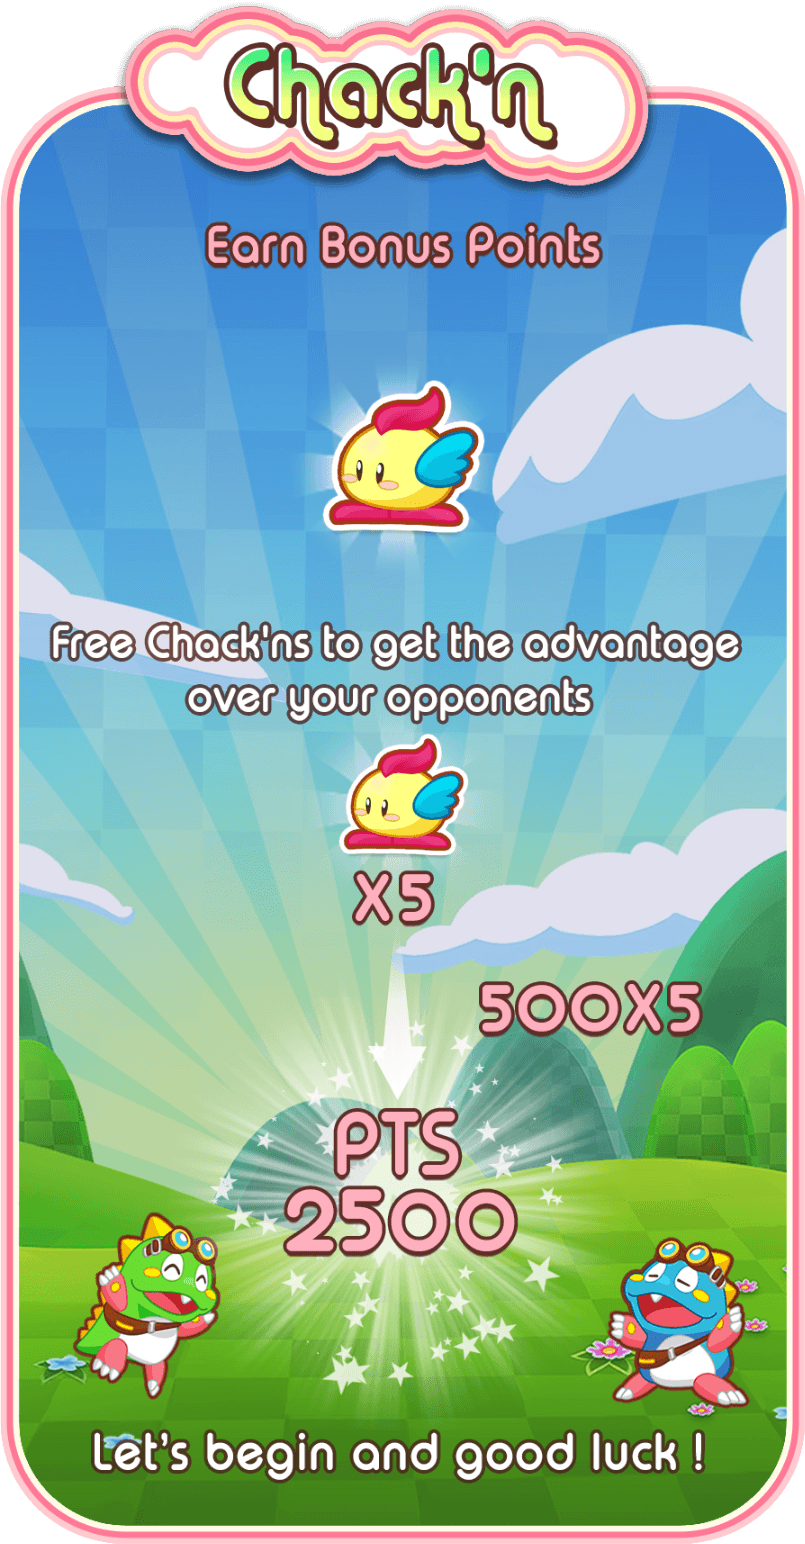 Chack'n
Earn Bonus Points
Free Chack'ns to get the advantage
over your opponents
X5
500X5
PTS
2500
Let's begin and good luck !